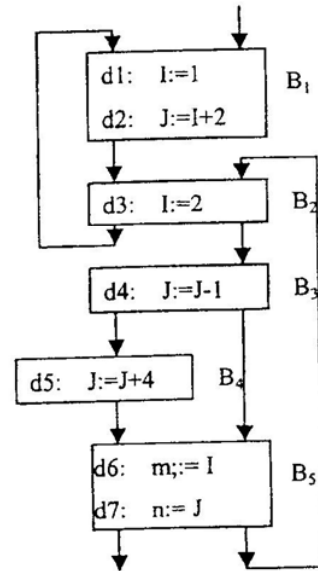 d1: I:=1
d2: J:=I+2
B1
d3: I:=2
B2
d4: J:=J-1
B3
d5: J:=J+4
B4
d6: m;:= I
d7: n:= J
B5